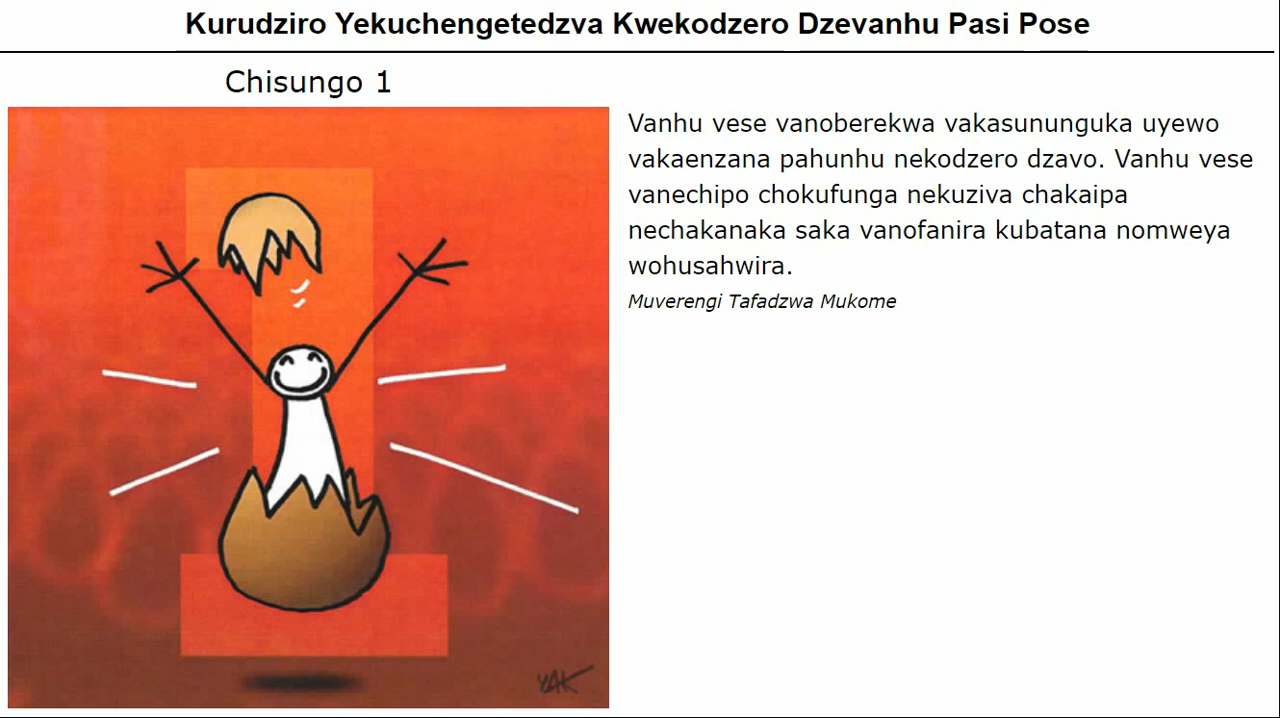 Kurudziro Yekuchengetedzva Kwekodzero Dzevanhu Pasi Pose
Chisungo 1
Vanhu vese vanoberekwa vakasununguka uyewo
vakaenzana pahunhu nekodzero dzavo. Vanhu vese
vanechipo chokufunga nekuziva chakaipa
nechakanaka saka vanofanira kubatana nomweya
wohusahwira.
Muverengi Tafadzwa Mukome
YAK